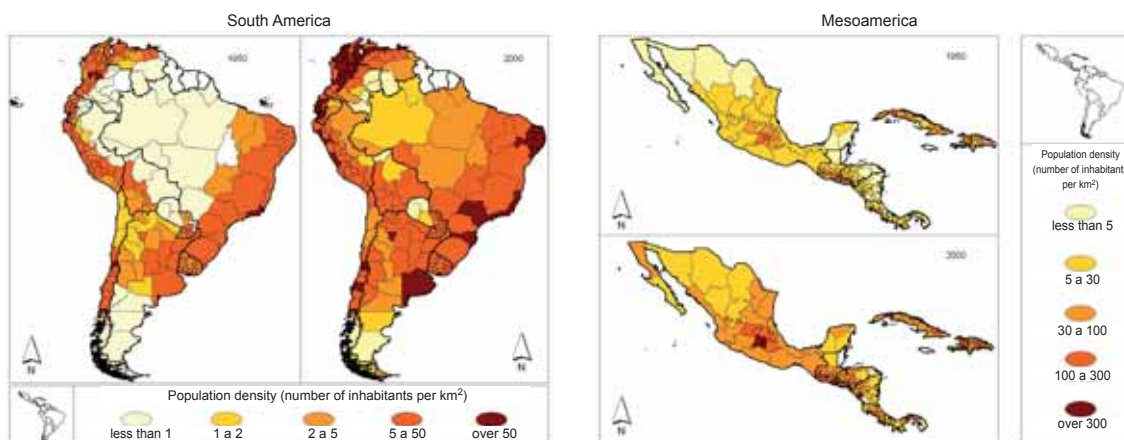 South America
Mesoamerica
1950
2000
N
N
Population density (number of inhabitants per km²)
less than 1
1 a 2
2 a 5
5 a 50
over 50
1950
N
2000
N
Population density
(number of inhabitants
per km²)
less than 5
5 a 30
30 a 100
100 a 300
over 300